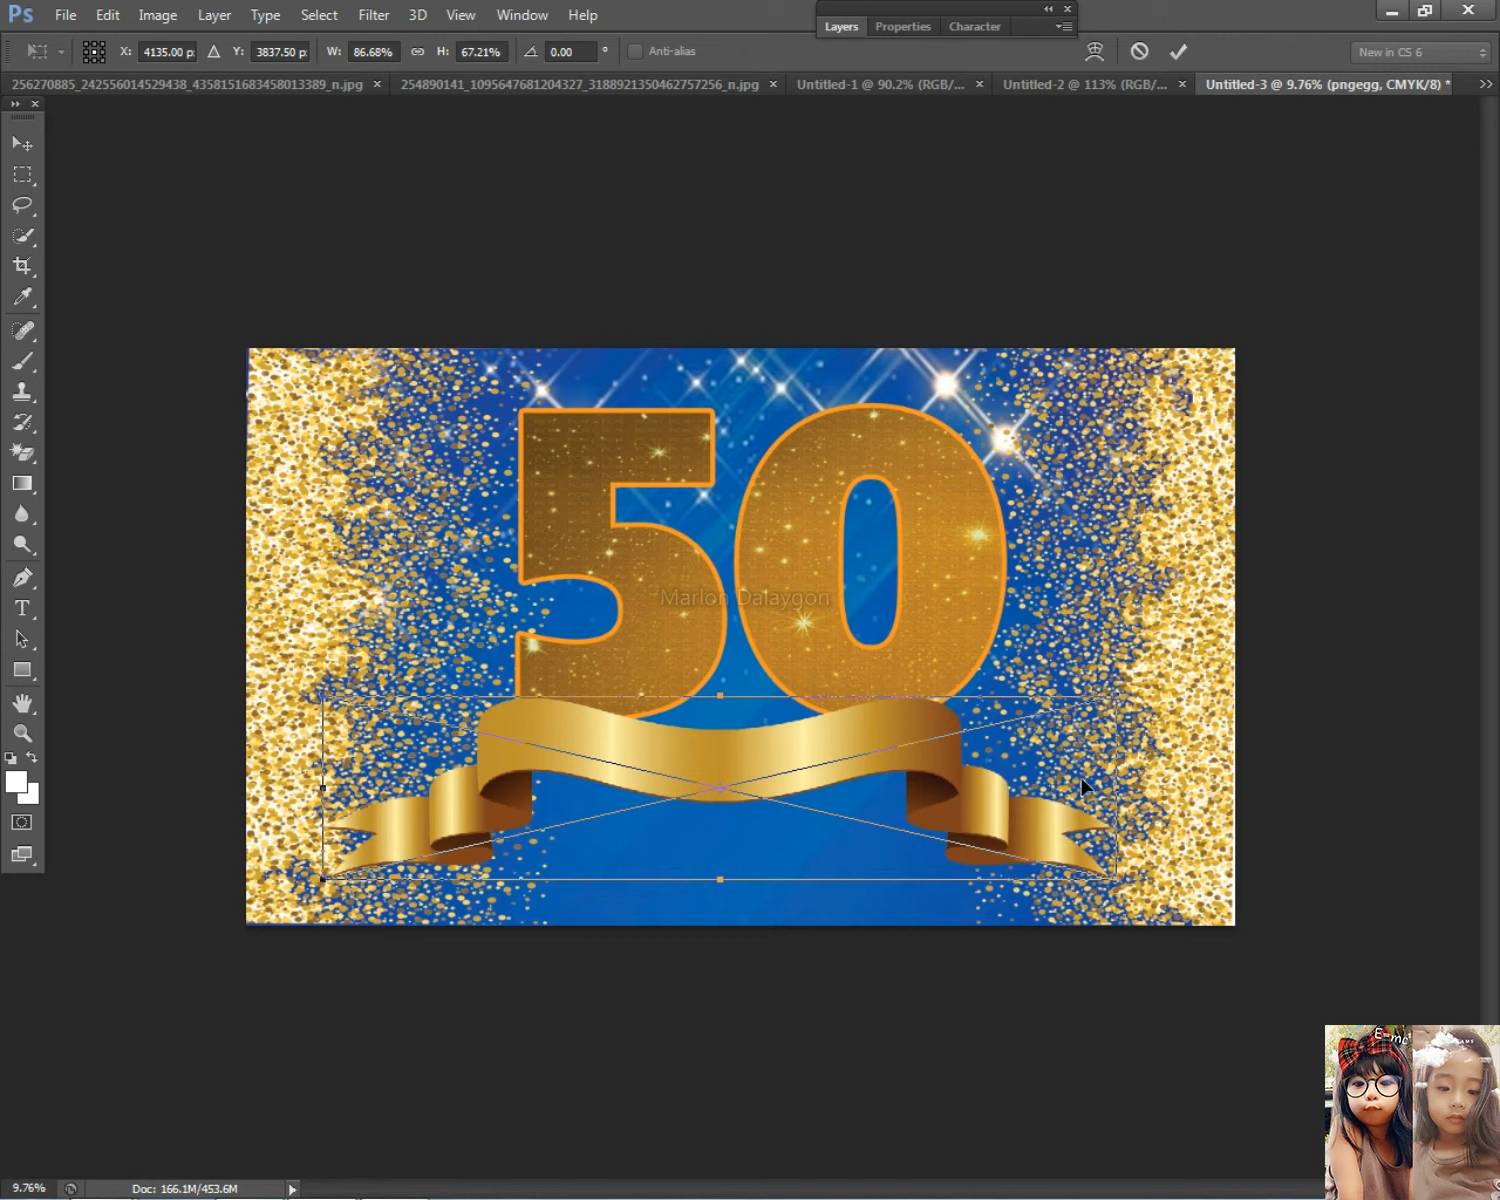 Ps File Edit Image Layer Type Select Filter 3D View Window Help
Layers Properties Character
X: 4135.00 p: Δ Y: 3837.50 p: W: 86.68% H: 67.21% 0.00 ° Anti-alias New in CS 6
256270885_242556014529438_4358151683458013389_n.jpg × 254890141_1095647681204327_3188921350462757256_n.jpg × Untitled-1 @ 90.2% (RGB/... × Untitled-2 @ 113% (RGB/... × Untitled-3 @ 9.76% (pngegg, CMYK/8) *
50
Marlon Dalaygon
T
E=mc²
9.76% Doc: 166.1M/453.6M